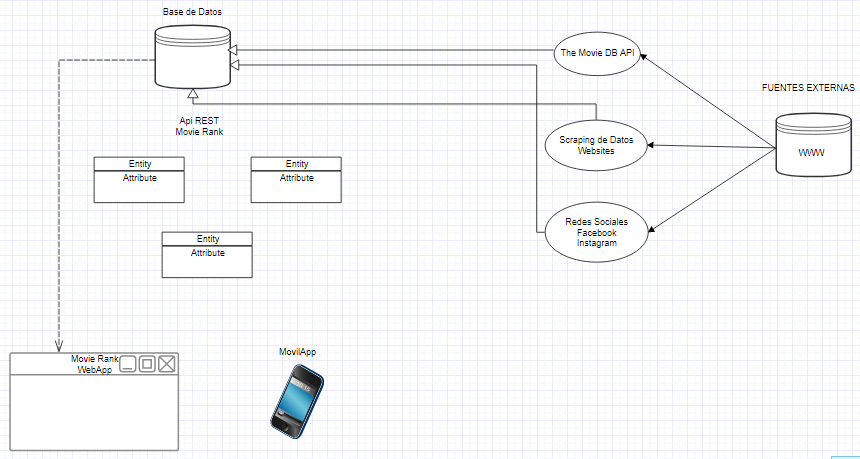 Base de Datos
The Movie DB API
FUENTES EXTERNAS
Api REST
Movie Rank
Scraping de Datos
Websites
WWW
Entity
Attribute
Entity
Attribute
Redes Sociales
Facebook
Instagram
Entity
Attribute
Movie Rank
WebApp
MovilApp